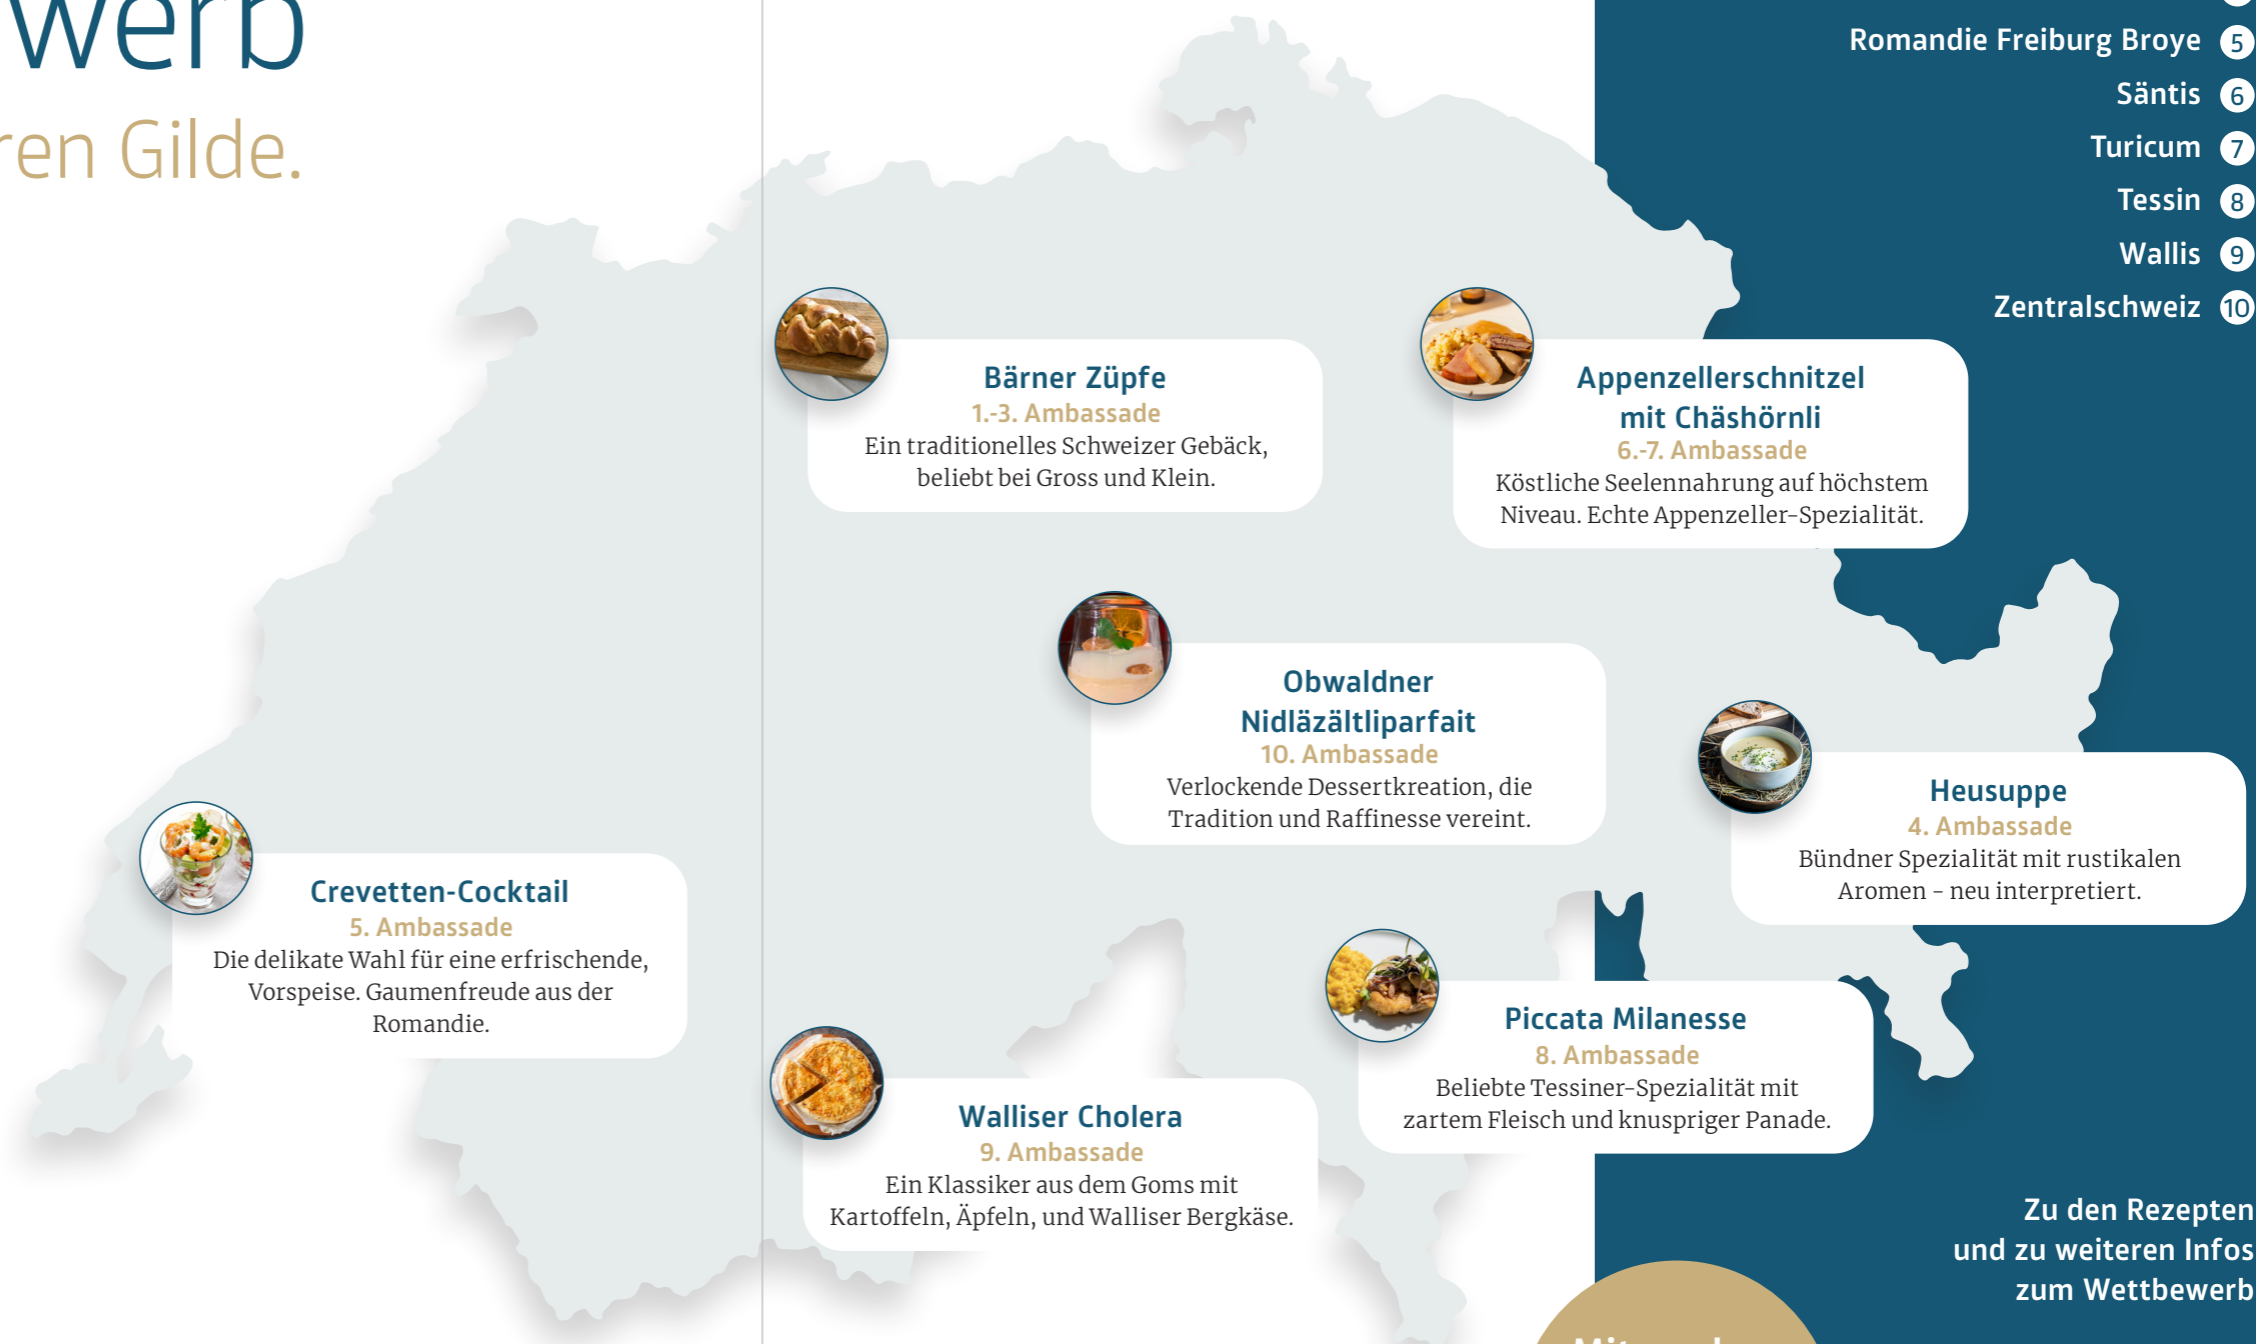 werb
ren Gilde.
Romandie Freiburg Broye 5
Säntis 6
Turicum 7
Tessin 8
Wallis 9
Zentralschweiz 10
Bärner Züpfe
1.-3. Ambassade
Ein traditionelles Schweizer Gebäck,
beliebt bei Gross und Klein.
Appenzellerschnitzel
mit Chäshörnli
6.-7. Ambassade
Köstliche Seelennahrung auf höchstem
Niveau. Echte Appenzeller-Spezialität.
Obwaldner
Nidläzältliparfait
10. Ambassade
Verlockende Dessertkreation, die
Tradition und Raffinesse vereint.
Heusuppe
4. Ambassade
Bündner Spezialität mit rustikalen
Aromen - neu interpretiert.
Crevetten-Cocktail
5. Ambassade
Die delikate Wahl für eine erfrischende,
Vorspeise. Gaumenfreude aus der
Romandie.
Piccata Milanesse
8. Ambassade
Beliebte Tessiner-Spezialität mit
zartem Fleisch und knuspriger Panade.
Walliser Cholera
9. Ambassade
Ein Klassiker aus dem Goms mit
Kartoffeln, Äpfeln, und Walliser Bergkäse.
Zu den Rezepten
und zu weiteren Infos
zum Wettbewerb